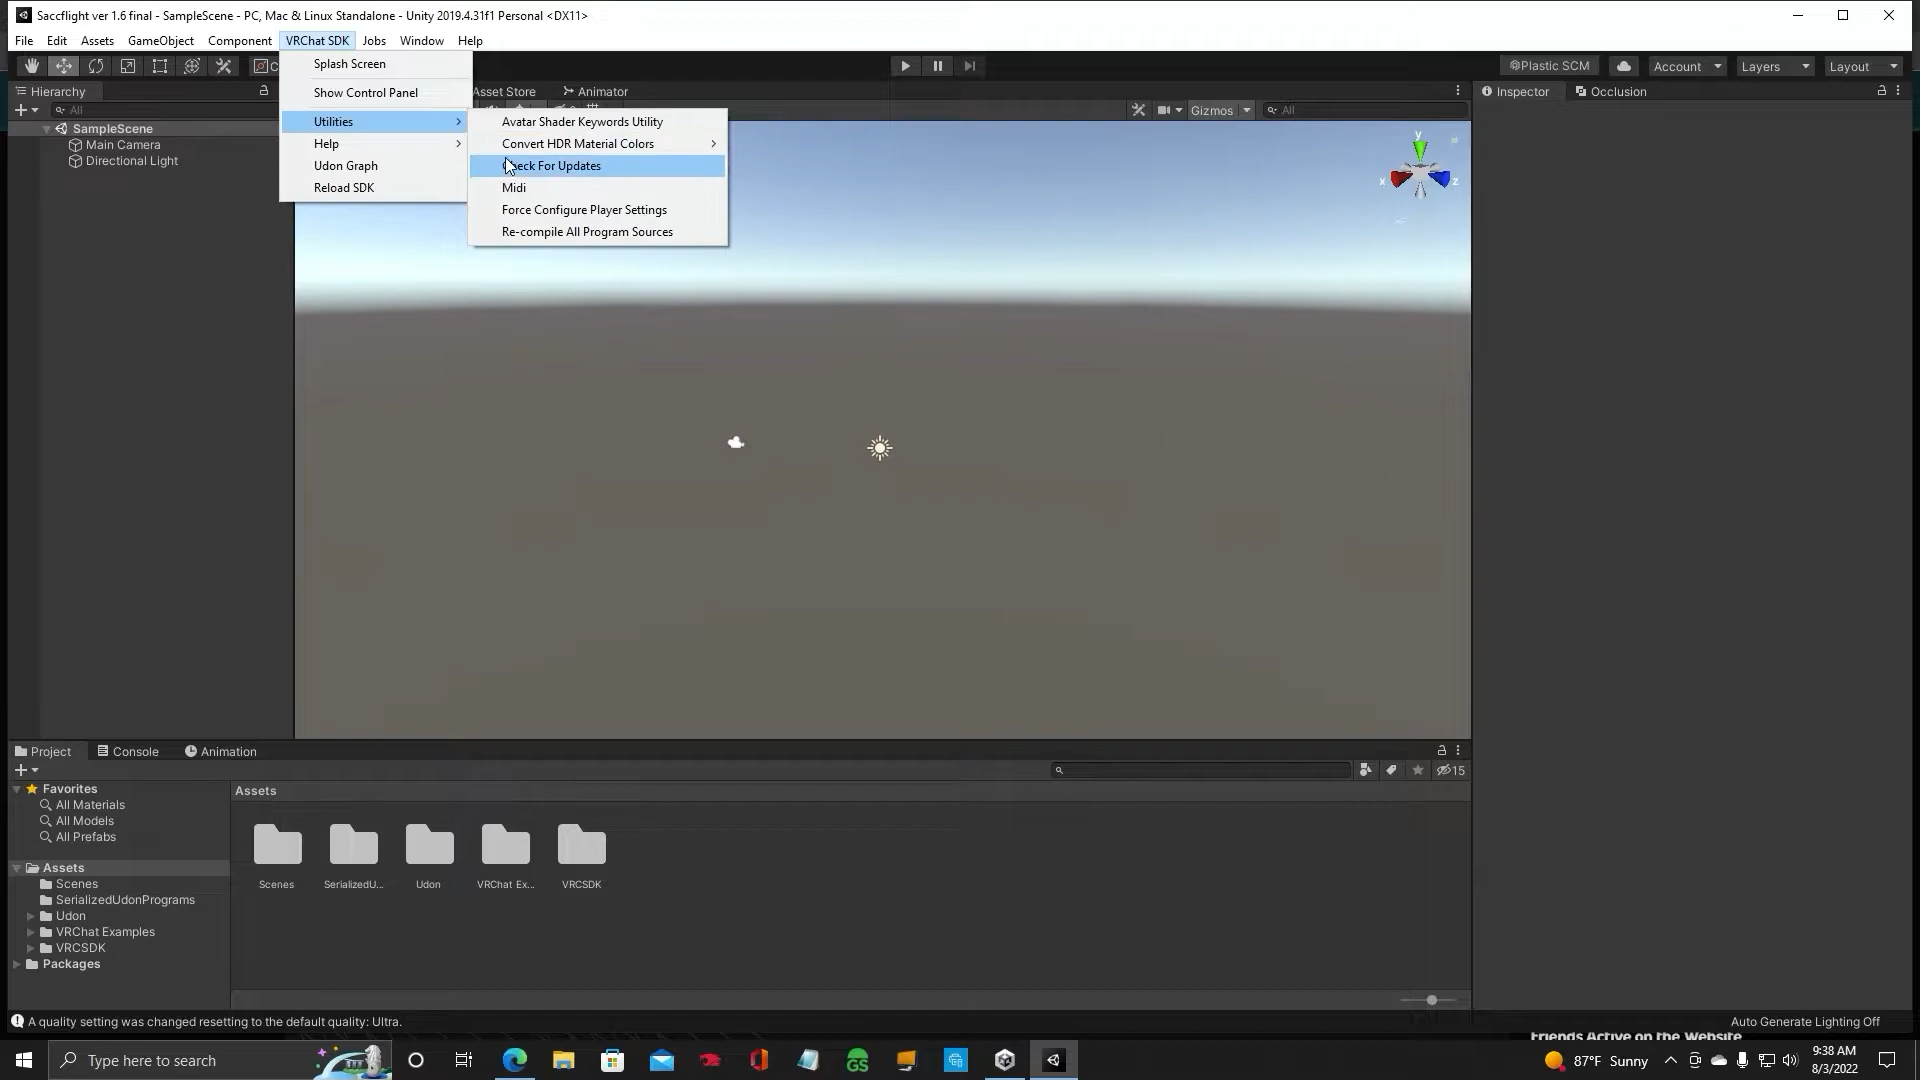 Saccflight ver 1.6 final - SampleScene - PC, Mac & Linux Standalone - Unity 2019.4.31f1 Personal <DX11>
File Edit Assets GameObject Component VRChat SDK Jobs Window Help
Splash Screen
Show Control Panel
Utilities
Help
Udon Graph
Reload SDK
Avatar Shader Keywords Utility
Convert HDR Material Colors
Check For Updates
Midi
Force Configure Player Settings
Re-compile All Program Sources
Plastic SCM Account Layers Layout
Hierarchy
Asset Store Animator
Inspector Occlusion
All
Gizmos All
SampleScene
Main Camera
Directional Light
y
x z
Project Console Animation
15
Favorites
All Materials
All Models
All Prefabs
Assets
Scenes
SerializedUdonPrograms
Udon
VRChat Examples
VRCSDK
Packages
Assets
Scenes SerializedU... Udon VRChat Ex... VRCSDK
A quality setting was changed resetting to the default quality: Ultra.
Auto Generate Lighting Off
Friends Active on the Website
Type here to search
GS
87°F Sunny
9:38 AM
8/3/2022